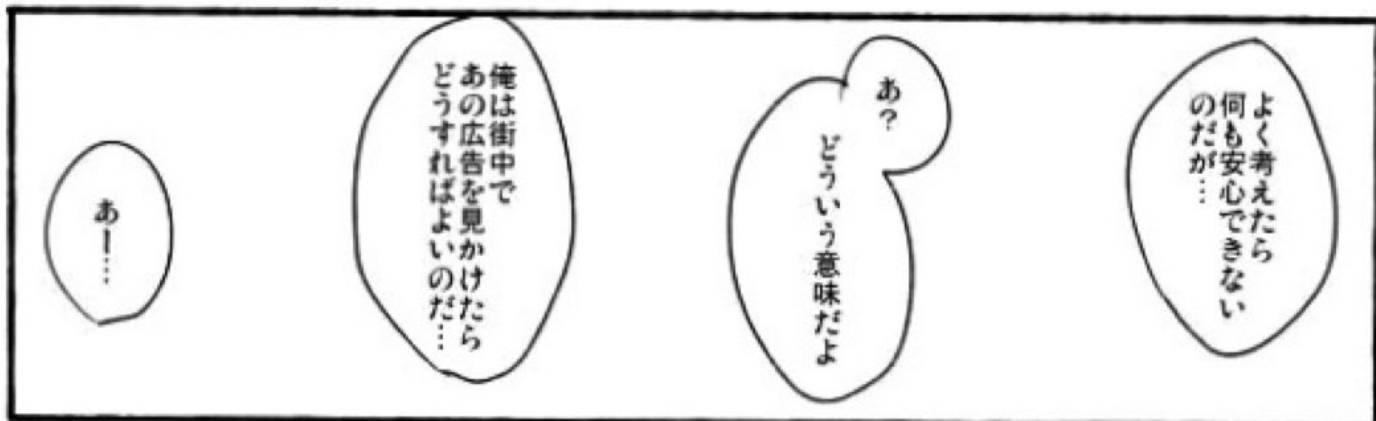 よく考えたら
何も安心できない
のだが…
あ？
どういう意味だよ
俺は街中で
あの広告を見かけたら
どうすればよいのだ…
あー…